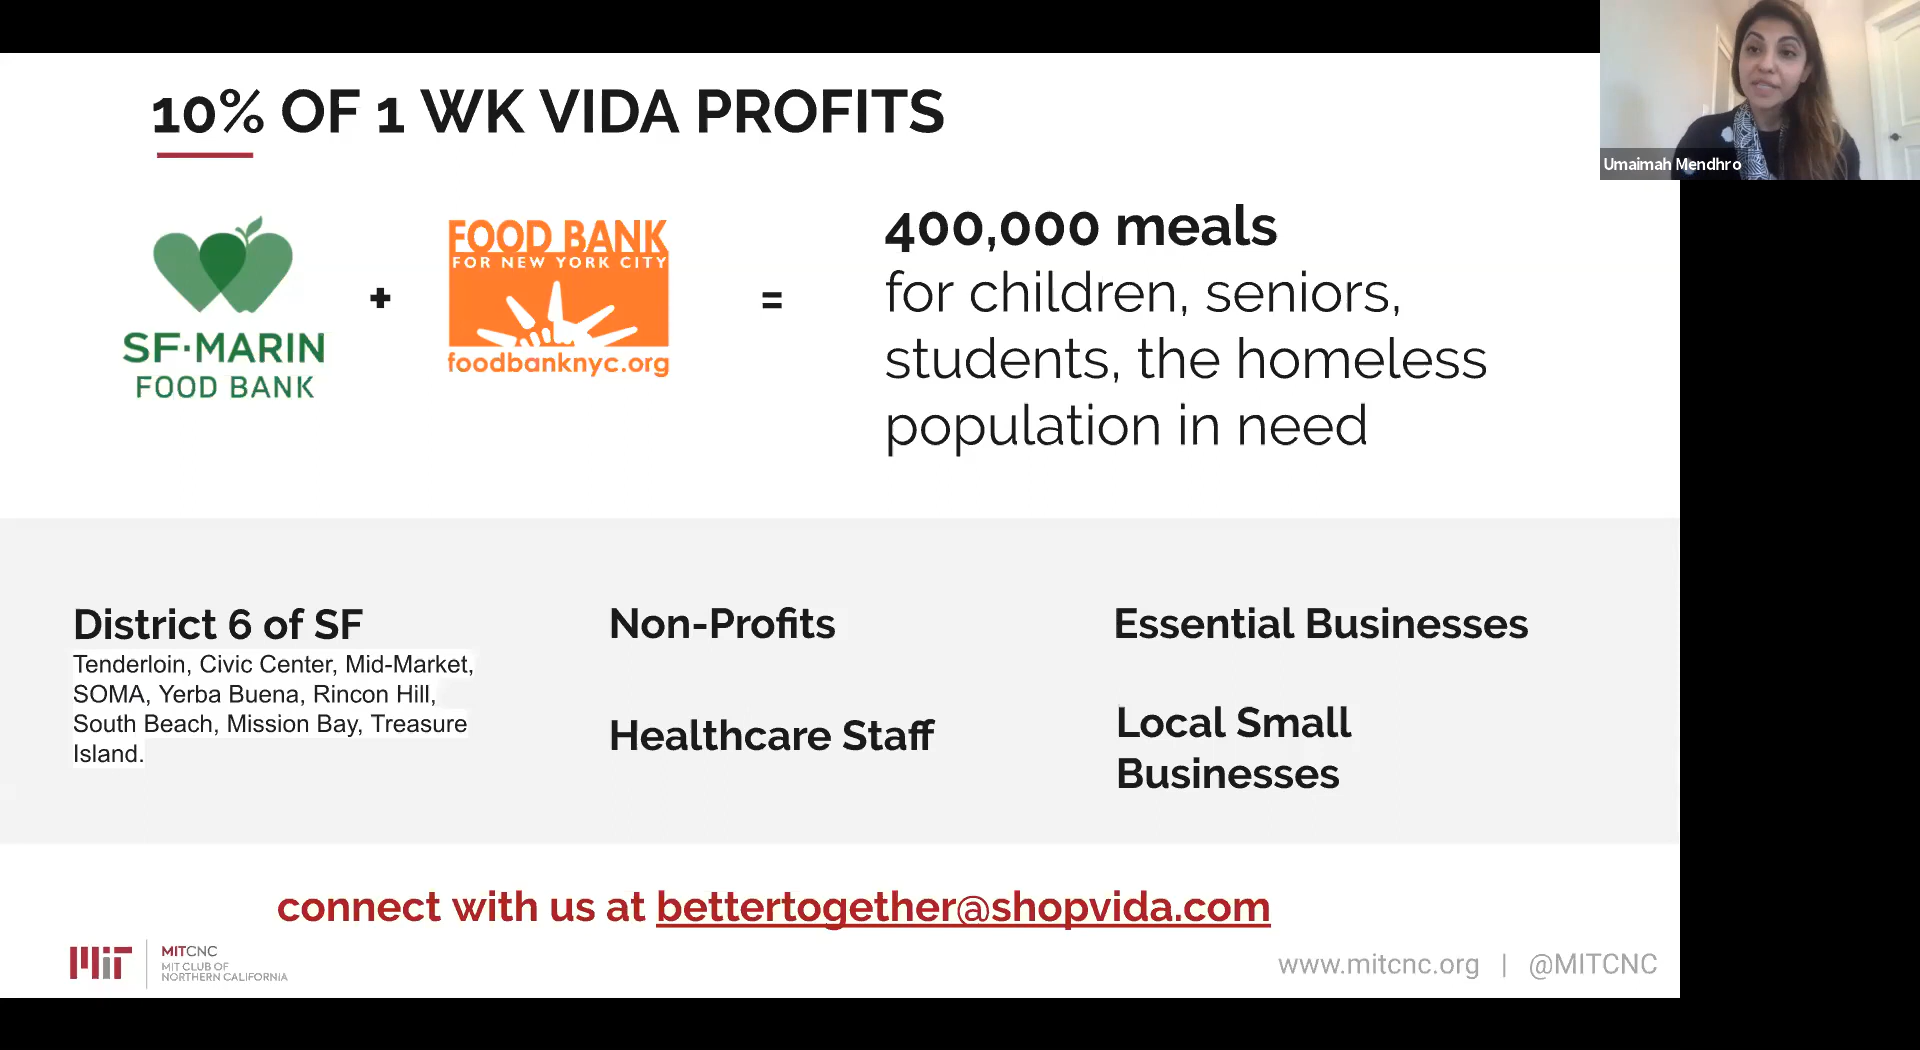 10% OF 1 WK VIDA PROFITS
Umaimah Mendhro
SF·MARIN
FOOD BANK
+
FOOD BANK
FOR NEW YORK CITY
foodbanknyc.org
=
400,000 meals
for children, seniors,
students, the homeless
population in need
District 6 of SF
Tenderloin, Civic Center, Mid-Market,
SOMA, Yerba Buena, Rincon Hill,
South Beach, Mission Bay, Treasure
Island.
Non-Profits
Healthcare Staff
Essential Businesses
Local Small
Businesses
connect with us at bettertogether@shopvida.com
MIT
MITCNC
MIT CLUB OF
NORTHERN CALIFORNIA
www.mitcnc.org | @MITCNC